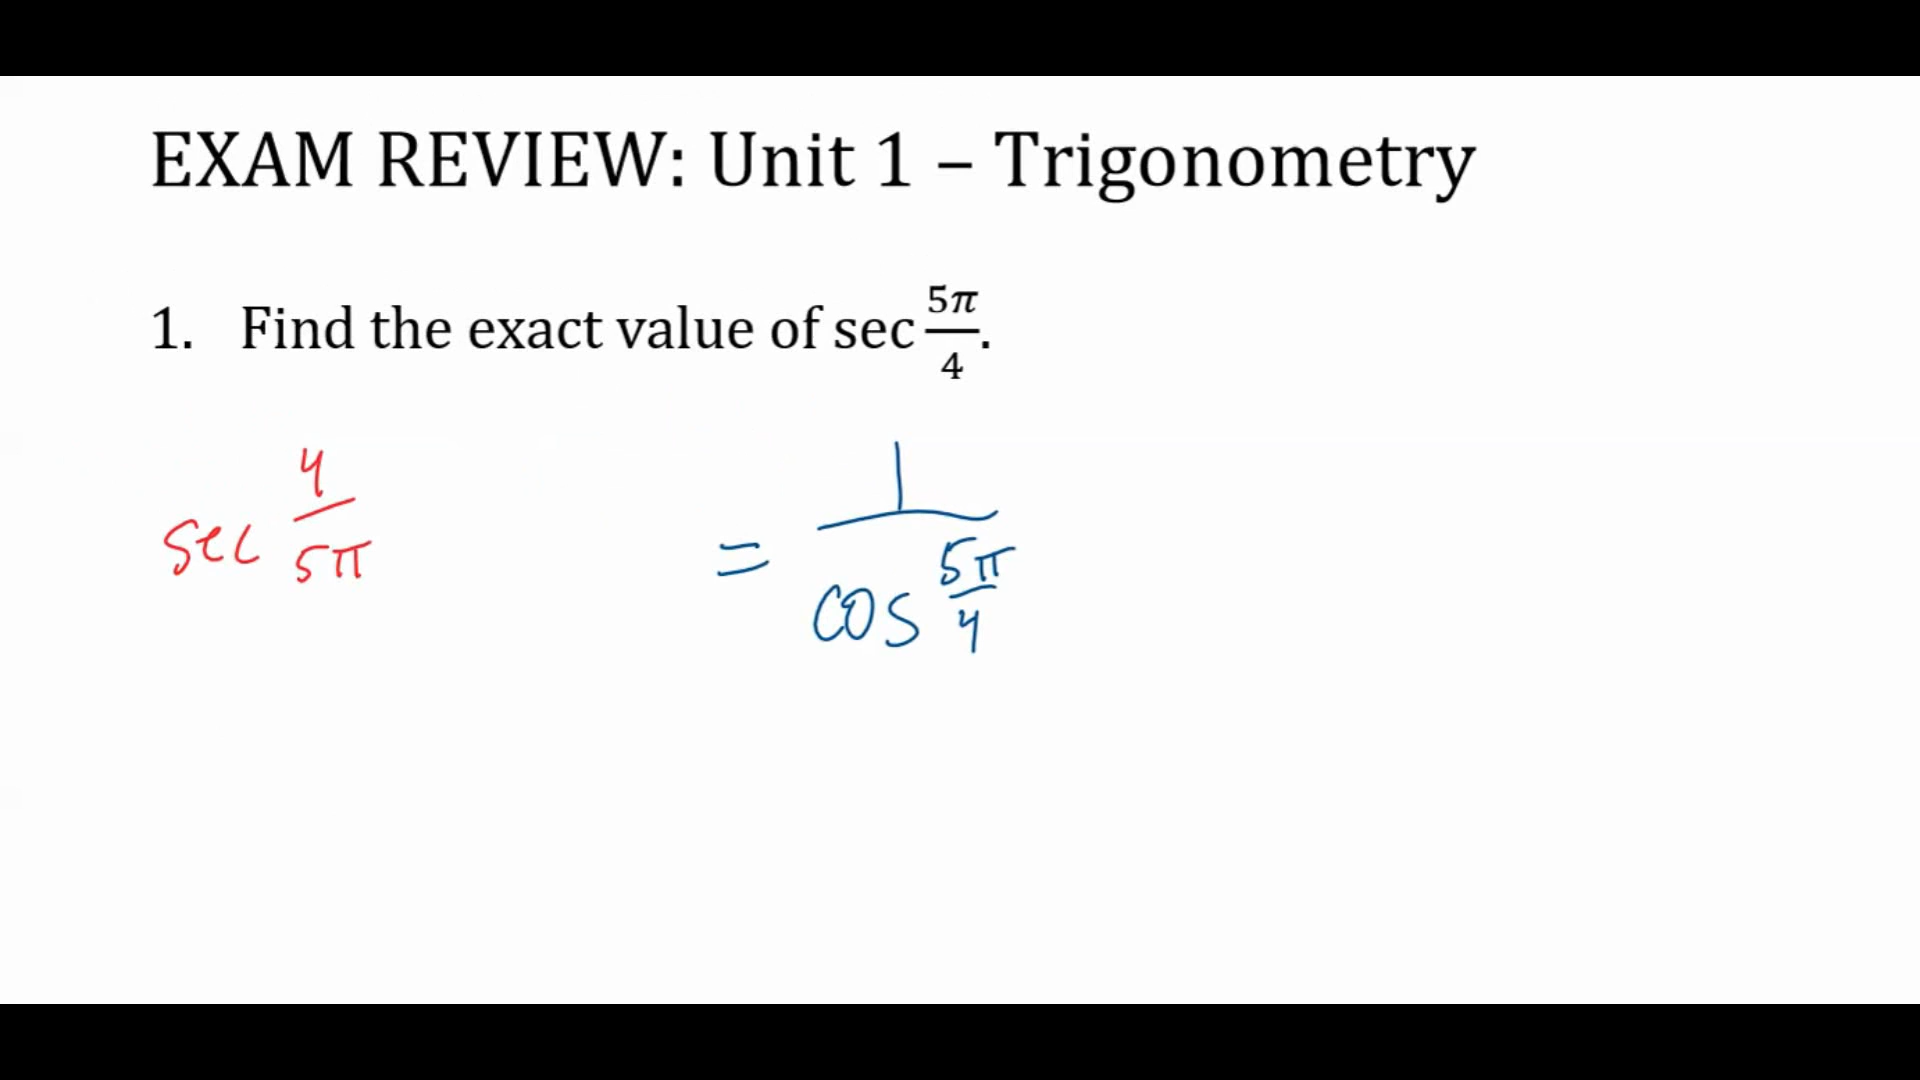 EXAM REVIEW: Unit 1 – Trigonometry
1. Find the exact value of sec 5π/4.
sec 4/5π = 1/cos 5π/4